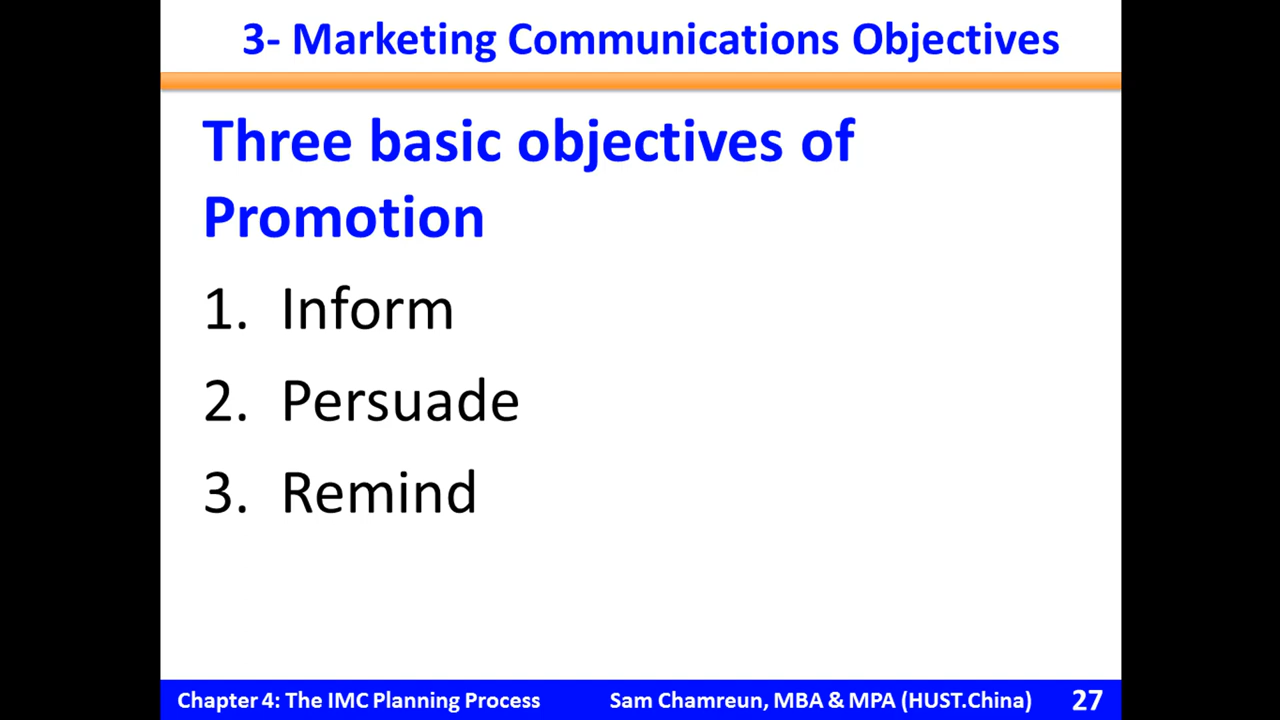 3- Marketing Communications Objectives
Three basic objectives of
Promotion
1. Inform
2. Persuade
3. Remind
Chapter 4: The IMC Planning Process Sam Chamreun, MBA & MPA (HUST.China) 27